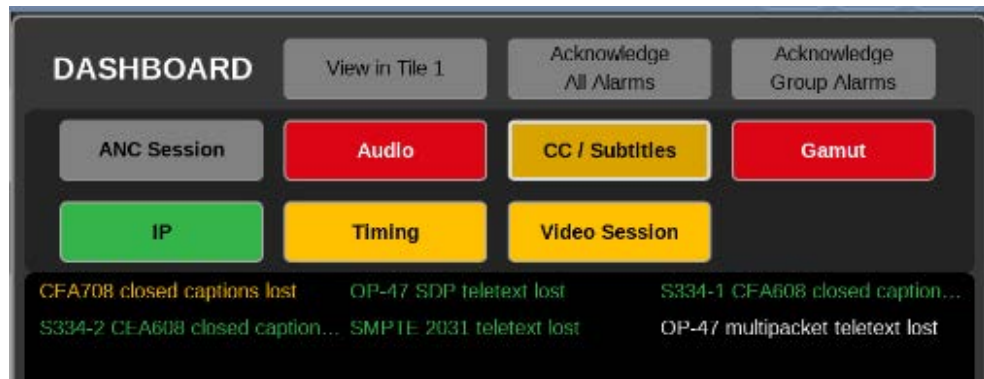 DASHBOARD
View in Tile 1
Acknowledge
All Alarms
Acknowledge
Group Alarms
ANC Session
Audio
CC / Subtitles
Gamut
IP
Timing
Video Session
CEA708 closed captions lost
OP-47 SDP teletext lost
S334-1 CEA608 closed caption...
S334-2 CEA608 closed caption...
SMPTE 2031 teletext lost
OP-47 multipacket teletext lost